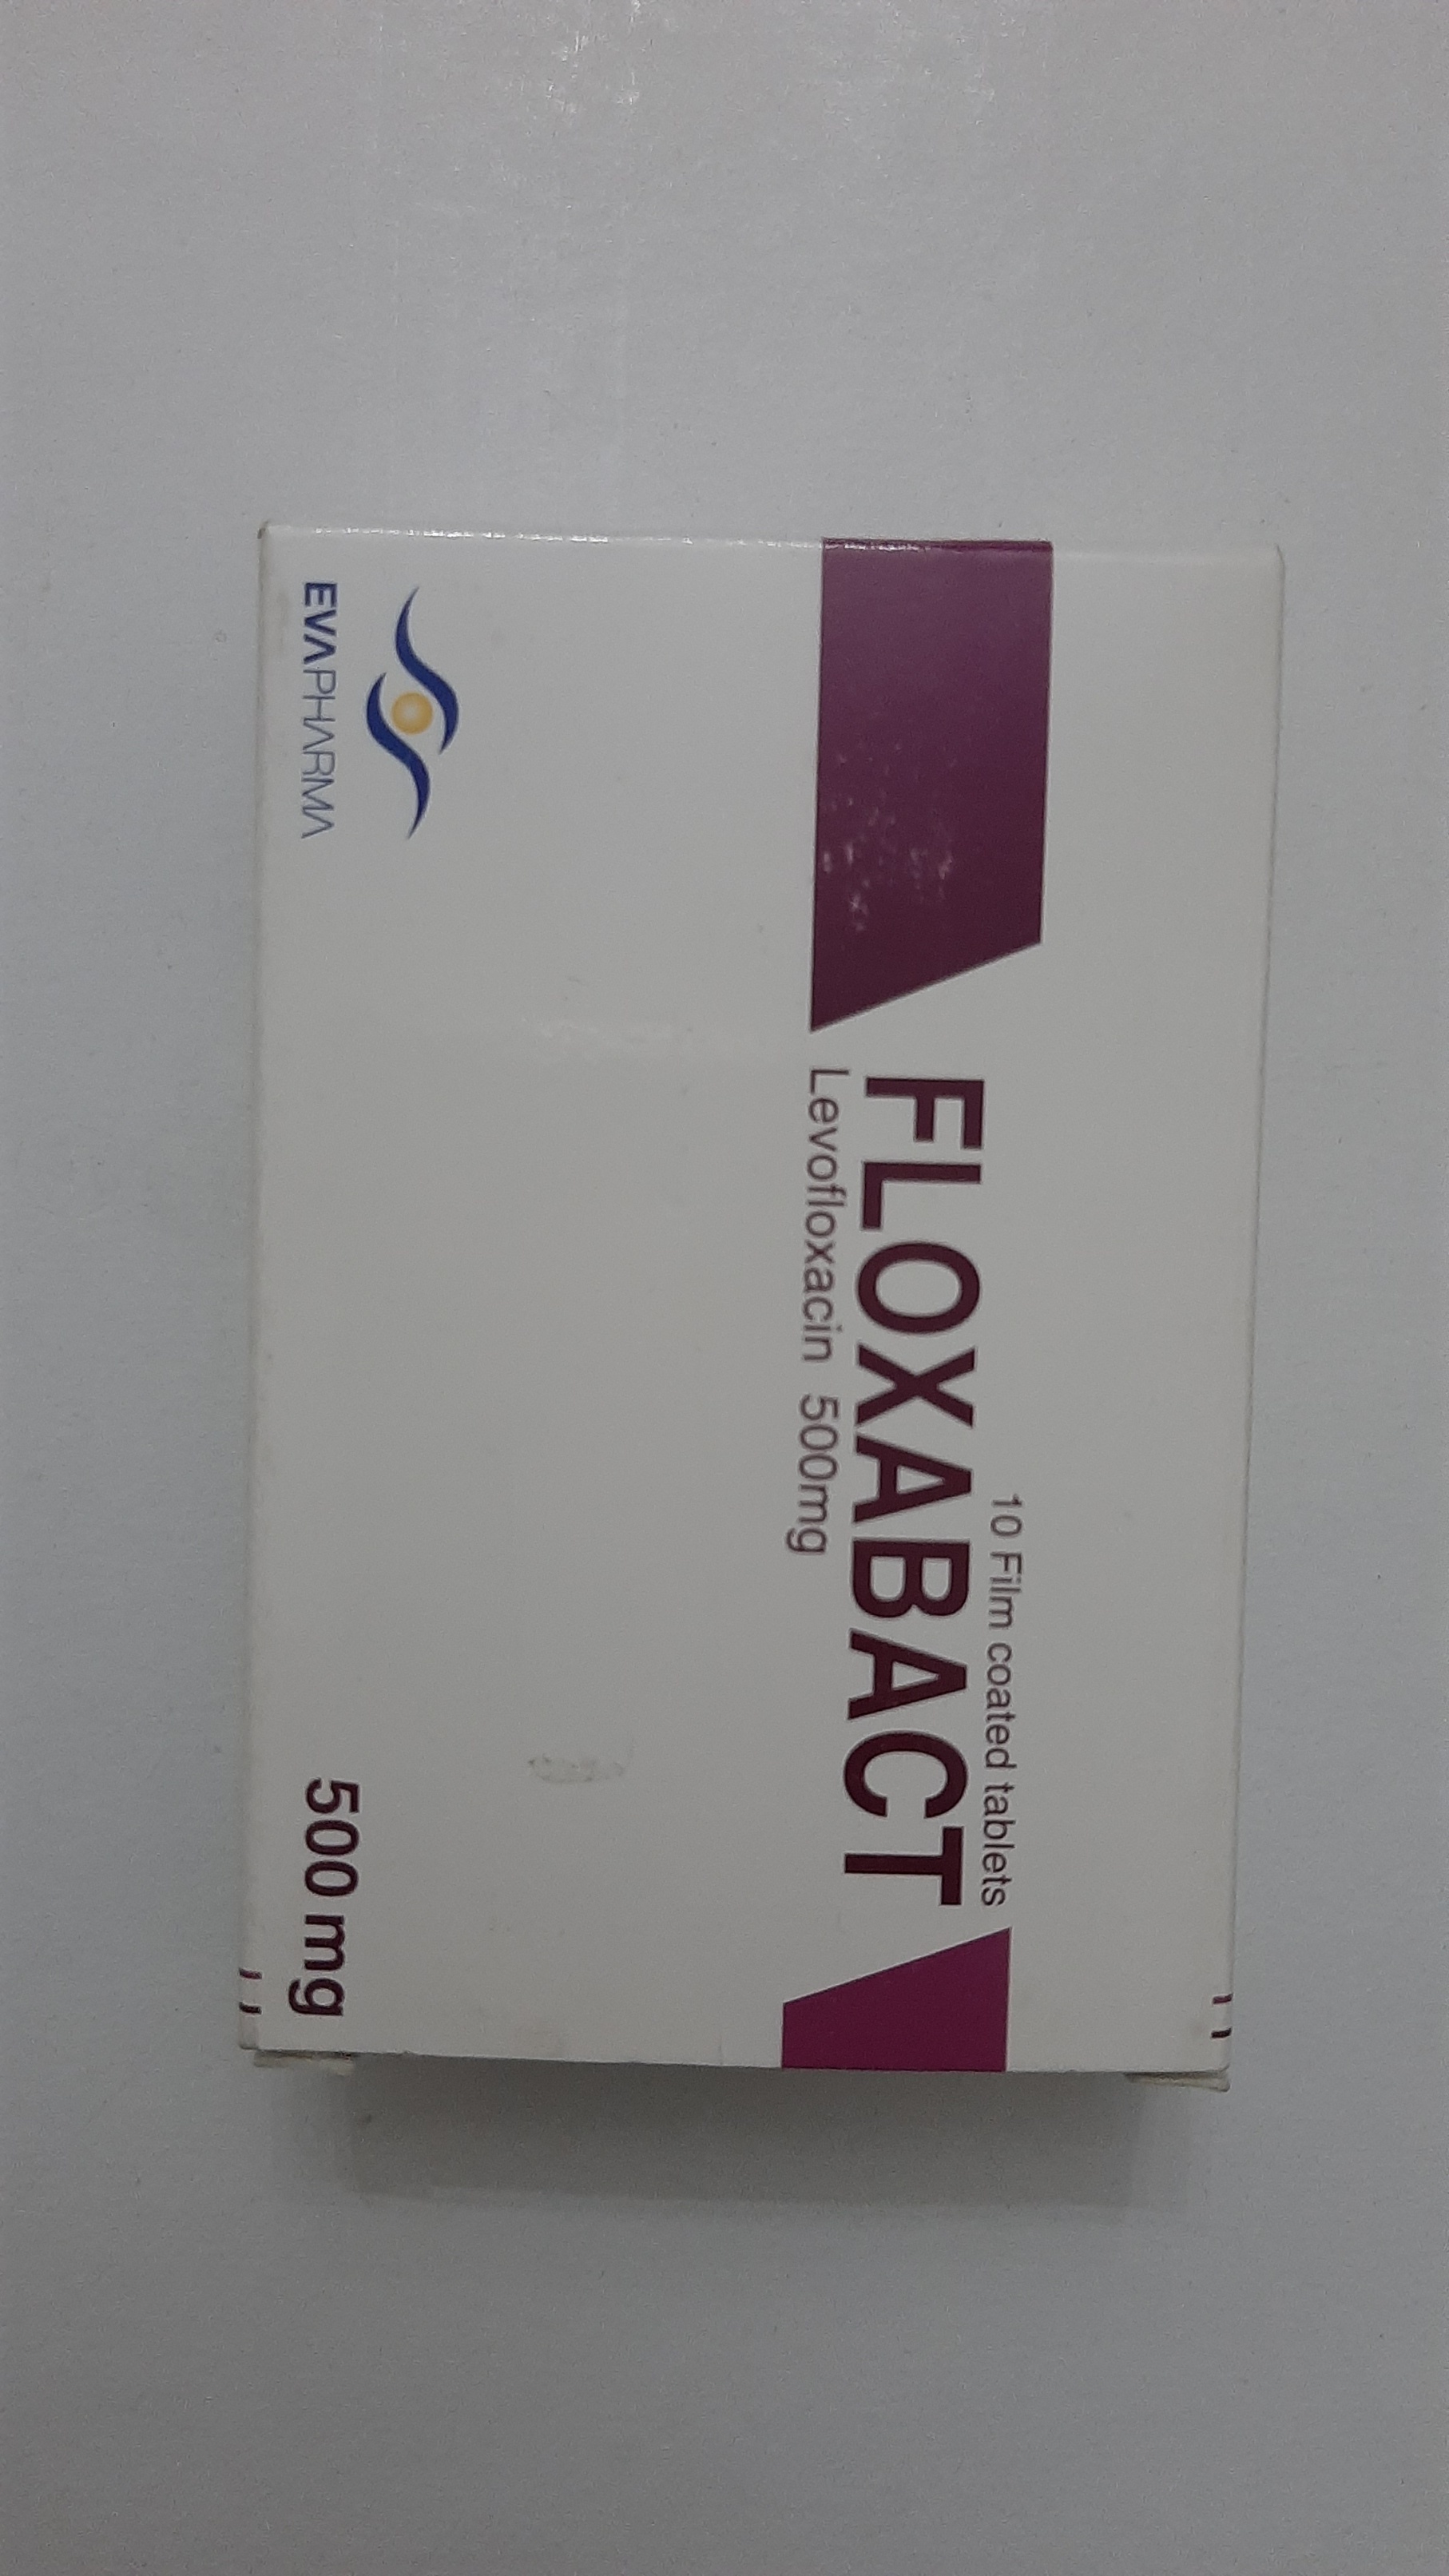 10 Film coated tablets
FLOXABACT
Levofloxacin 500mg
EVAPHARMA
500 mg